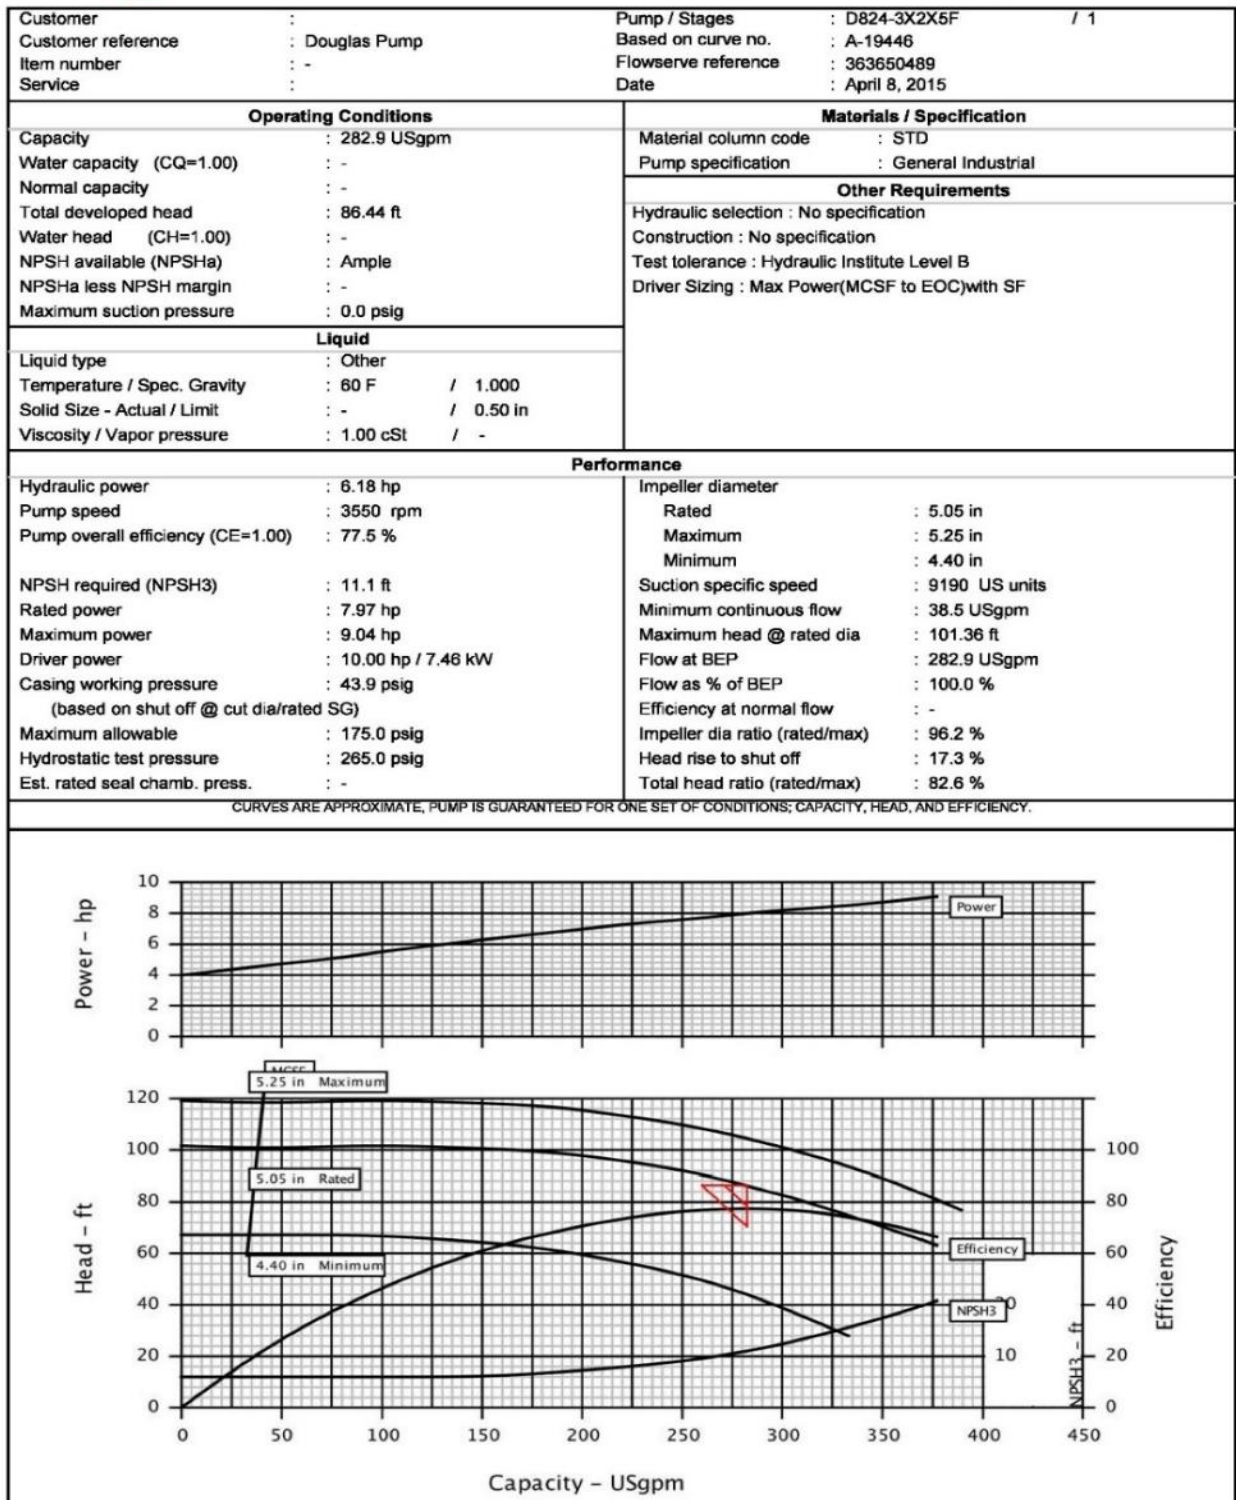 Customer : Pump / Stages : D824-3X2X5F / 1
Customer reference : Douglas Pump Based on curve no. : A-19446
Item number : - Flowserve reference : 363650489
Service : Date : April 8, 2015
Operating Conditions
Capacity : 282.9 USgpm
Water capacity (CQ=1.00) : -
Normal capacity : -
Total developed head : 86.44 ft
Water head (CH=1.00) : -
NPSH available (NPSHa) : Ample
NPSHa less NPSH margin : -
Maximum suction pressure : 0.0 psig
Liquid
Liquid type : Other
Temperature / Spec. Gravity : 60 F / 1.000
Solid Size - Actual / Limit : - / 0.50 in
Viscosity / Vapor pressure : 1.00 cSt / -
Materials / Specification
Material column code : STD
Pump specification : General Industrial
Other Requirements
Hydraulic selection : No specification
Construction : No specification
Test tolerance : Hydraulic Institute Level B
Driver Sizing : Max Power(MCSF to EOC)with SF
Performance
Hydraulic power : 6.18 hp
Pump speed : 3550 rpm
Pump overall efficiency (CE=1.00) : 77.5 %
NPSH required (NPSH3) : 11.1 ft
Rated power : 7.97 hp
Maximum power : 9.04 hp
Driver power : 10.00 hp / 7.46 kW
Casing working pressure : 43.9 psig
(based on shut off @ cut dia/rated SG)
Maximum allowable : 175.0 psig
Hydrostatic test pressure : 265.0 psig
Est. rated seal chamb. press. : -
Impeller diameter
Rated : 5.05 in
Maximum : 5.25 in
Minimum : 4.40 in
Suction specific speed : 9190 US units
Minimum continuous flow : 38.5 USgpm
Maximum head @ rated dia : 101.36 ft
Flow at BEP : 282.9 USgpm
Flow as % of BEP : 100.0 %
Efficiency at normal flow : -
Impeller dia ratio (rated/max) : 96.2 %
Head rise to shut off : 17.3 %
Total head ratio (rated/max) : 82.6 %
CURVES ARE APPROXIMATE, PUMP IS GUARANTEED FOR ONE SET OF CONDITIONS; CAPACITY, HEAD, AND EFFICIENCY.
Power – hp
10
8
6
4
2
0
Power
MCSF
5.25 in Maximum
5.05 in Rated
4.40 in Minimum
Head – ft
120
100
80
60
40
20
0
Efficiency
NPSH3
20
10
NPSH3 – ft
100
80
60
40
20
0
Efficiency
0 50 100 150 200 250 300 350 400 450
Capacity – USgpm